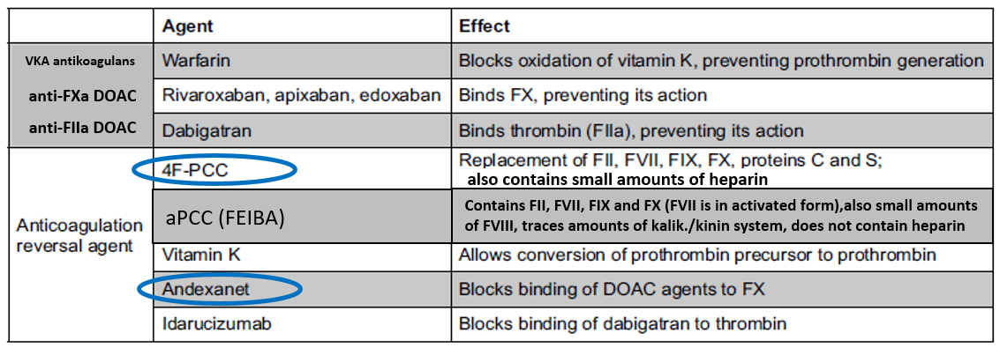 Agent Effect
VKA antikoagulans Warfarin Blocks oxidation of vitamin K, preventing prothrombin generation
anti-FXa DOAC Rivaroxaban, apixaban, edoxaban Binds FX, preventing its action
anti-FIIa DOAC Dabigatran Binds thrombin (FIIa), preventing its action
Anticoagulation
reversal agent
4F-PCC Replacement of FII, FVII, FIX, FX, proteins C and S;
also contains small amounts of heparin
aPCC (FEIBA) Contains FII, FVII, FIX and FX (FVII is in activated form),also small amounts
of FVIII, traces amounts of kalik./kinin system, does not contain heparin
Vitamin K Allows conversion of prothrombin precursor to prothrombin
Andexanet Blocks binding of DOAC agents to FX
Idarucizumab Blocks binding of dabigatran to thrombin